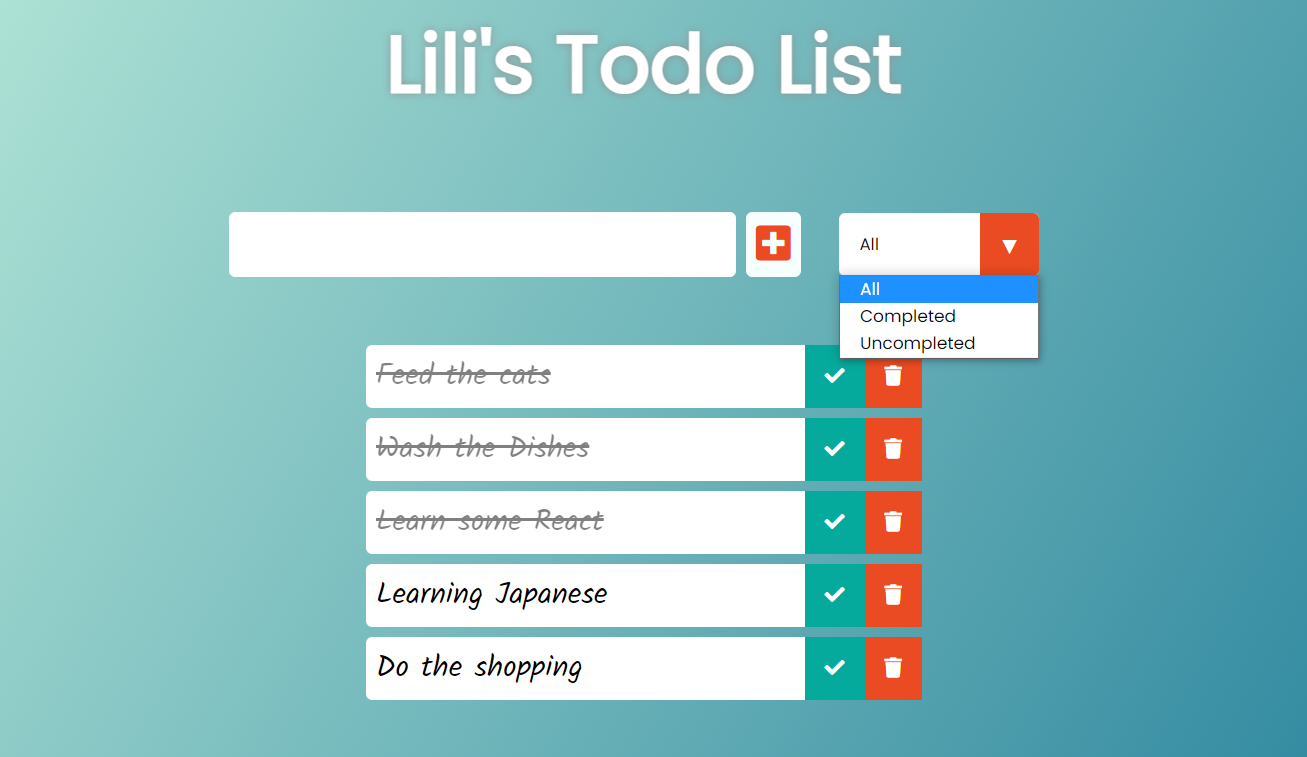 Lili's Todo List
All
All
Completed
Uncompleted
Feed the cats
Wash the Dishes
Learn some React
Learning Japanese
Do the shopping